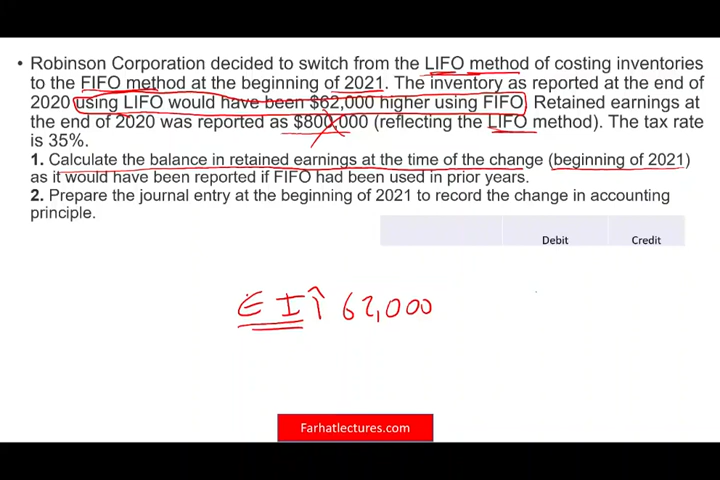 • Robinson Corporation decided to switch from the LIFO method of costing inventories
to the FIFO method at the beginning of 2021. The inventory as reported at the end of
2020 using LIFO would have been $62,000 higher using FIFO. Retained earnings at
the end of 2020 was reported as $800,000 (reflecting the LIFO method). The tax rate
is 35%.
1. Calculate the balance in retained earnings at the time of the change (beginning of 2021)
as it would have been reported if FIFO had been used in prior years.
2. Prepare the journal entry at the beginning of 2021 to record the change in accounting
principle.
Debit Credit
E I ↑ 62,000
Farhatlectures.com